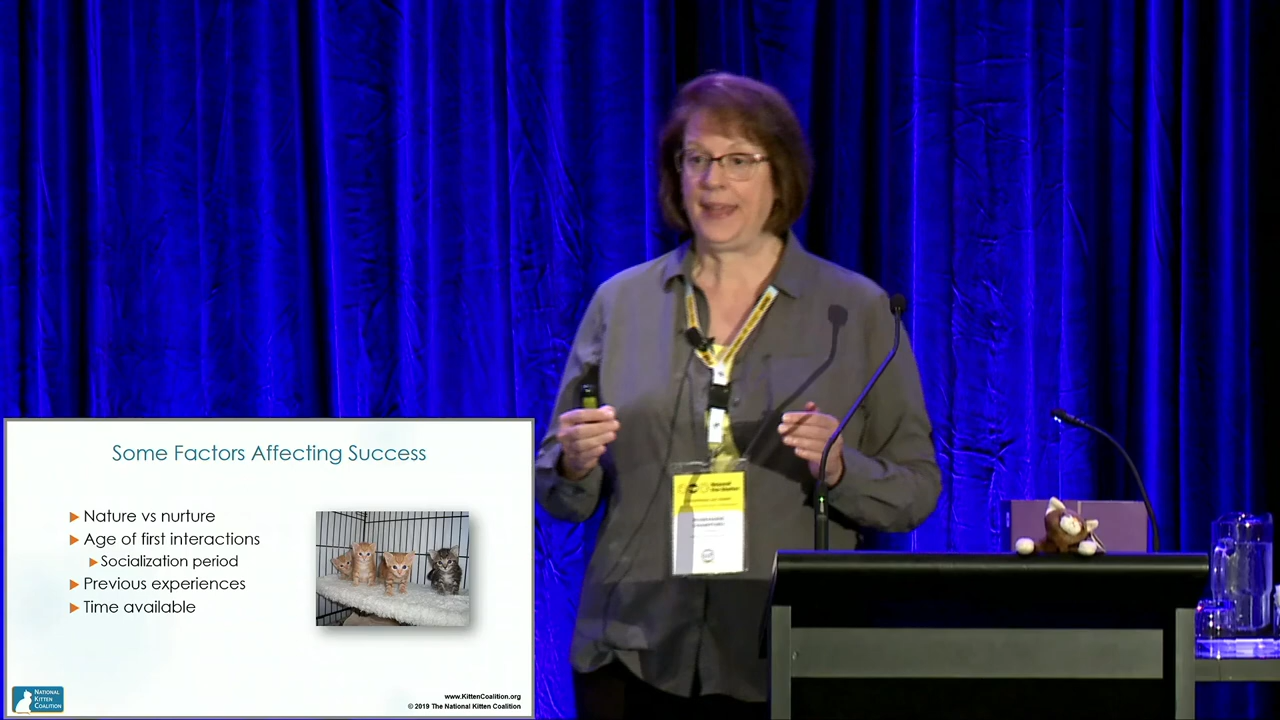 Some Factors Affecting Success
Nature vs nurture
Age of first interactions
Socialization period
Previous experiences
Time available
NATIONAL
KITTEN
COALITION
www.KittenCoalition.org
© 2019 The National Kitten Coalition